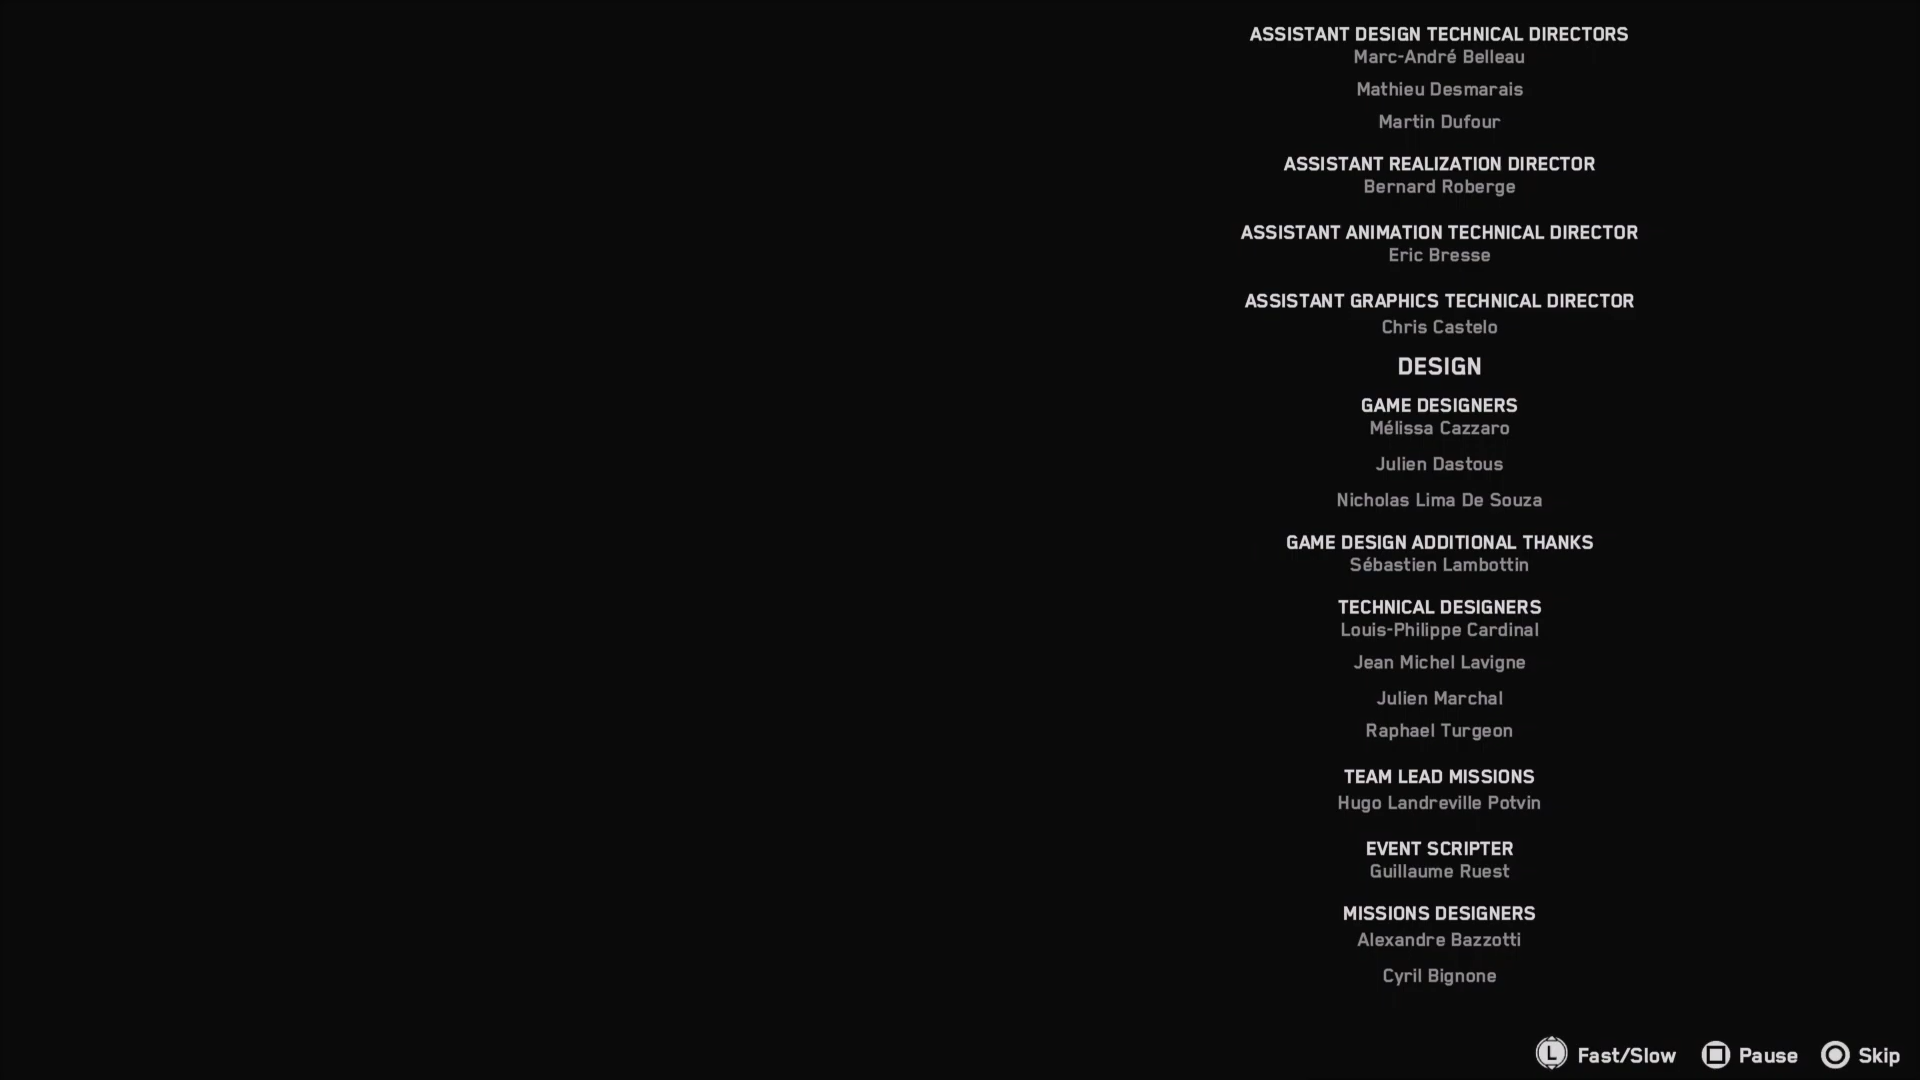 ASSISTANT DESIGN TECHNICAL DIRECTORS
Marc-André Belleau
Mathieu Desmarais
Martin Dufour
ASSISTANT REALIZATION DIRECTOR
Bernard Roberge
ASSISTANT ANIMATION TECHNICAL DIRECTOR
Eric Bresse
ASSISTANT GRAPHICS TECHNICAL DIRECTOR
Chris Castelo
DESIGN
GAME DESIGNERS
Mélissa Cazzaro
Julien Dastous
Nicholas Lima De Souza
GAME DESIGN ADDITIONAL THANKS
Sébastien Lambottin
TECHNICAL DESIGNERS
Louis-Philippe Cardinal
Jean Michel Lavigne
Julien Marchal
Raphael Turgeon
TEAM LEAD MISSIONS
Hugo Landreville Potvin
EVENT SCRIPTER
Guillaume Ruest
MISSIONS DESIGNERS
Alexandre Bazzotti
Cyril Bignone
L Fast/Slow Pause Skip